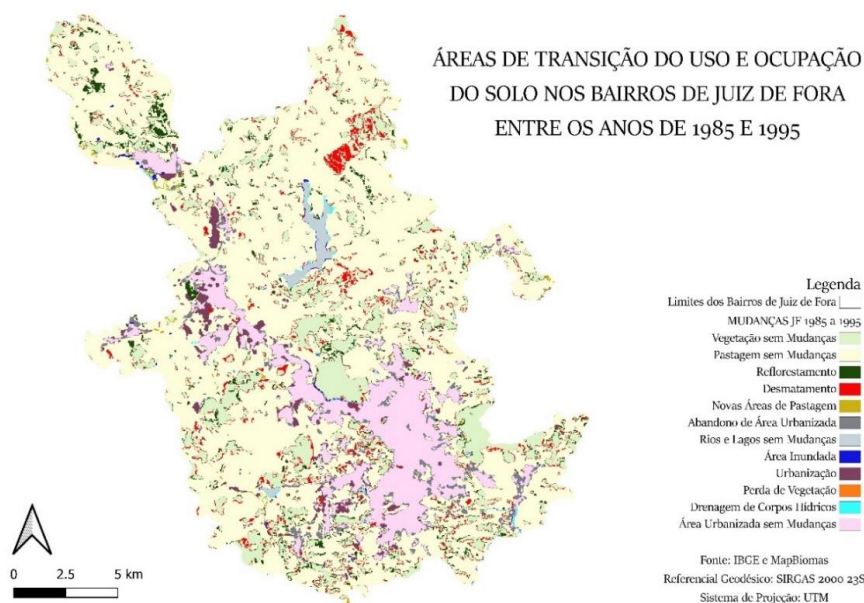 ÁREAS DE TRANSIÇÃO DO USO E OCUPAÇÃO
DO SOLO NOS BAIRROS DE JUIZ DE FORA
ENTRE OS ANOS DE 1985 E 1995
Legenda
Limites dos Bairros de Juiz de Fora
MUDANÇAS JF 1985 a 1995
Vegetação sem Mudanças
Pastagem sem Mudanças
Reflorestamento
Desmatamento
Novas Áreas de Pastagem
Abandono de Área Urbanizada
Rios e Lagos sem Mudanças
Área Inundada
Urbanização
Perda de Vegetação
Drenagem de Corpos Hídricos
Área Urbanizada sem Mudanças
0 2.5 5 km
Fonte: IBGE e MapBiomas
Referencial Geodésico: SIRGAS 2000 23S
Sistema de Projeção: UTM